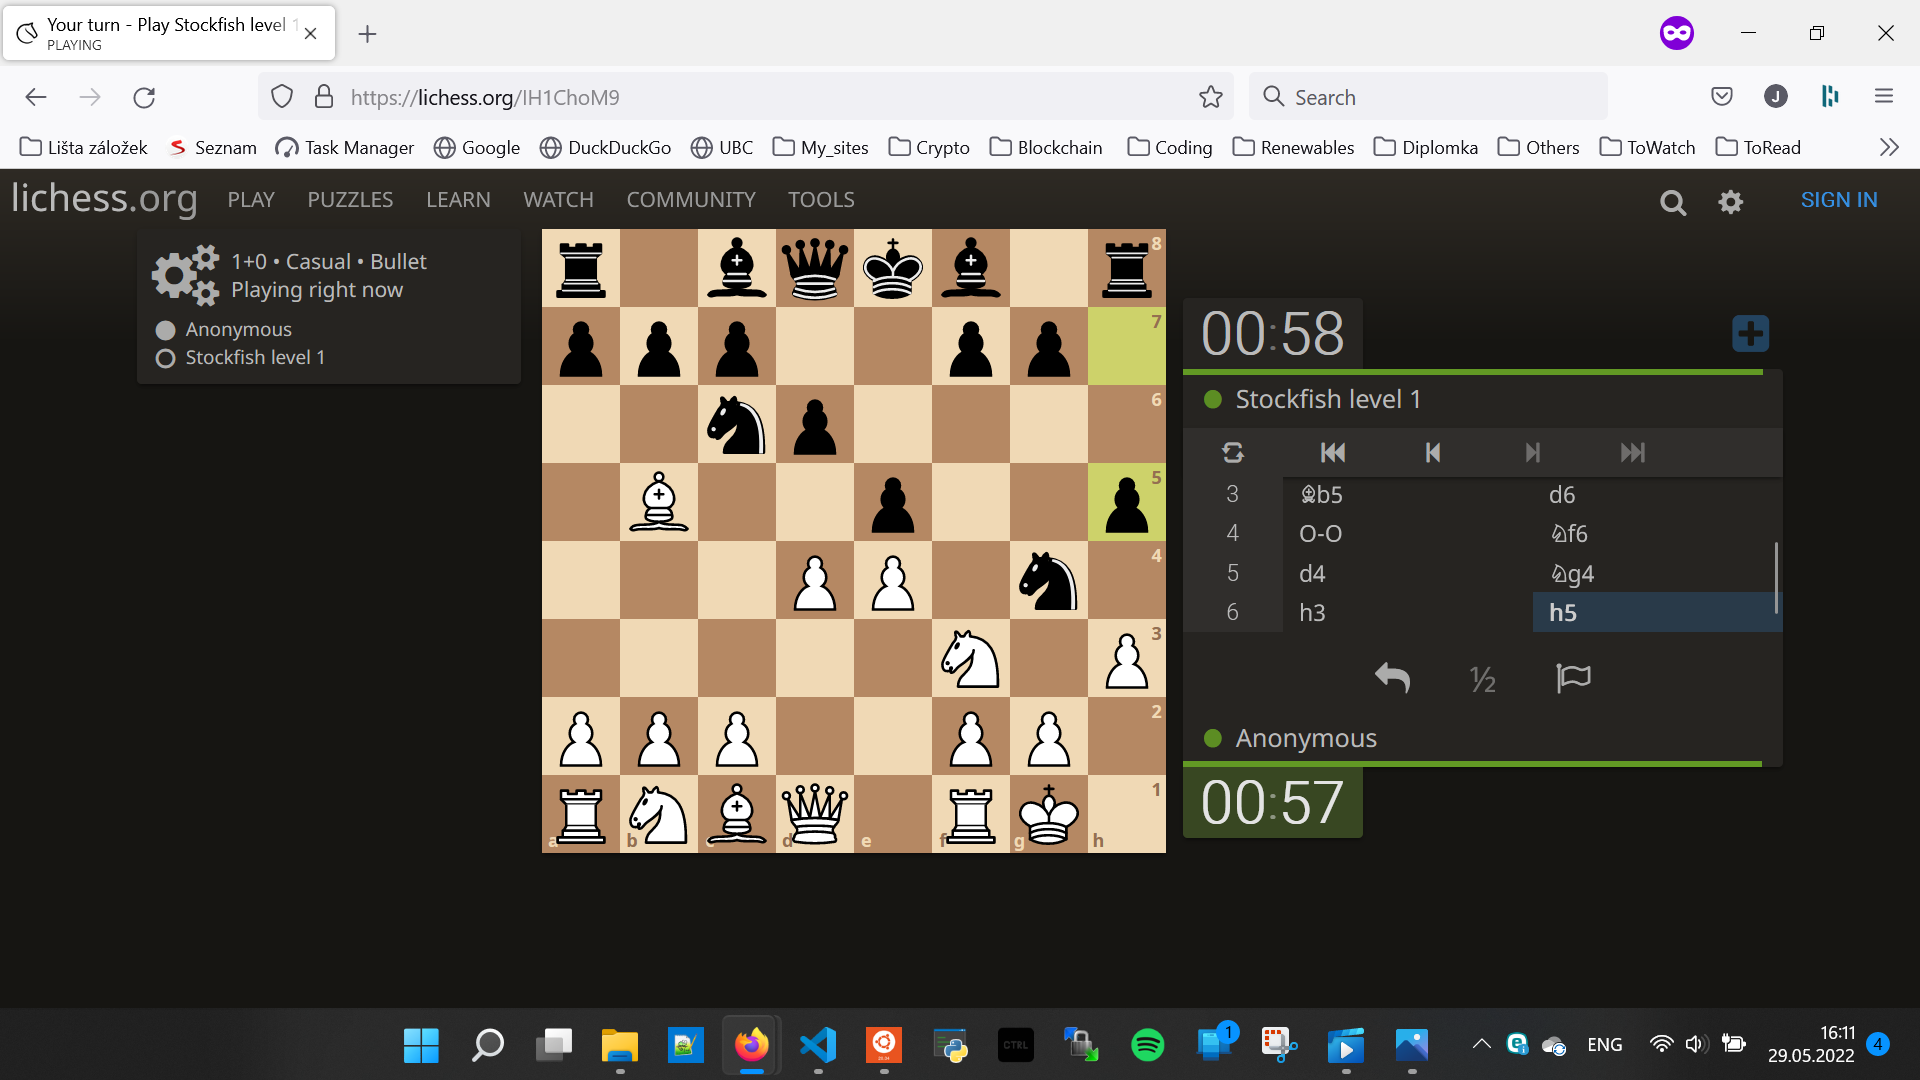 Your turn - Play Stockfish level 1
PLAYING
https://lichess.org/IH1ChoM9
Search
J
Lišta záložek
Seznam
Task Manager
Google
DuckDuckGo
UBC
My_sites
Crypto
Blockchain
Coding
Renewables
Diplomka
Others
ToWatch
ToRead
lichess.org
PLAY
PUZZLES
LEARN
WATCH
COMMUNITY
TOOLS
SIGN IN
1+0 • Casual • Bullet
Playing right now
Anonymous
Stockfish level 1
8
7
6
5
4
3
2
1
a
b
c
d
e
f
g
h
00:58
Stockfish level 1
3 ♗b5 d6
4 O-O ♘f6
5 d4 ♘g4
6 h3 h5
½
Anonymous
00:57
CTRL
1
ENG
16:11
29.05.2022
4